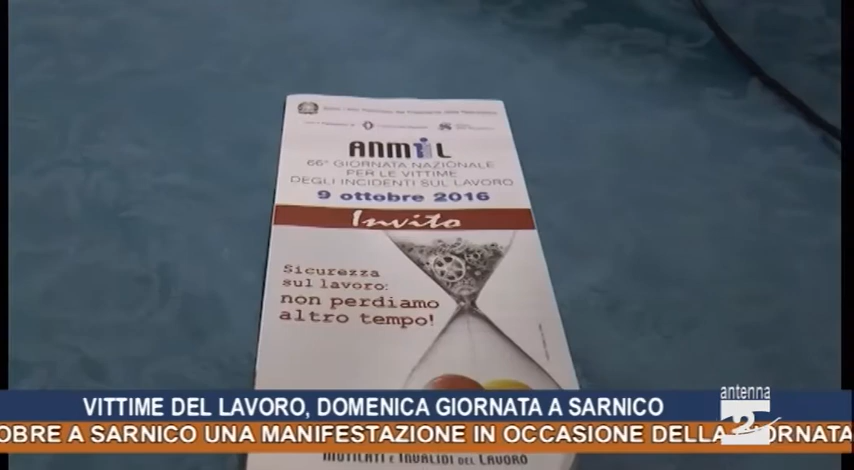 ANMIL
66ª GIORNATA NAZIONALE
PER LE VITTIME
DEGLI INCIDENTI SUL LAVORO
9 ottobre 2016
Invito
Sicurezza
sul lavoro:
non perdiamo
altro tempo!
VITTIME DEL LAVORO, DOMENICA GIORNATA A SARNICO
antenna
2
OBRE A SARNICO UNA MANIFESTAZIONE IN OCCASIONE DELLA GIORNATA
MUTILATI E INVALIDI DEL LAVORO